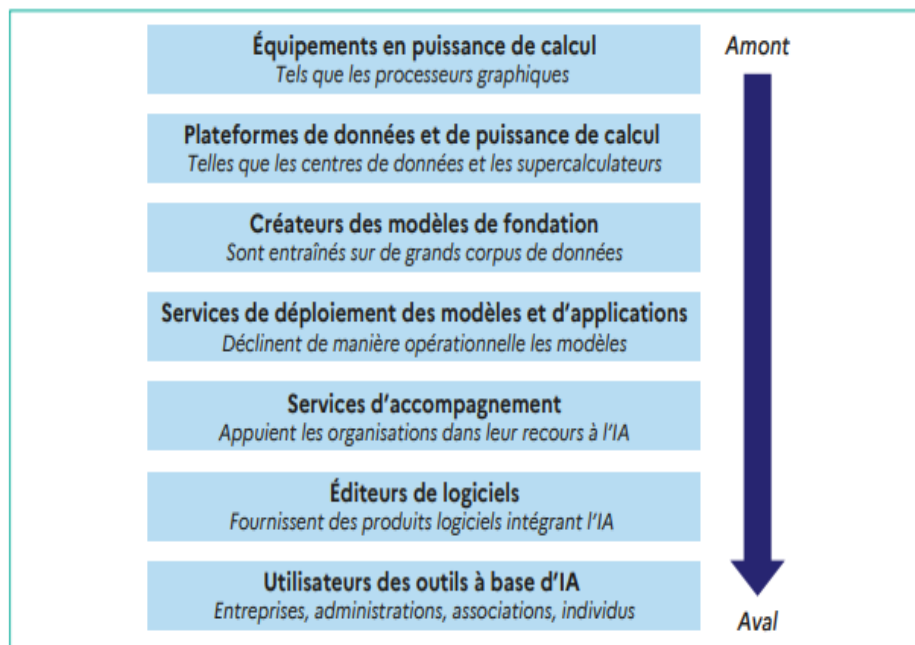 Équipements en puissance de calcul
Tels que les processeurs graphiques
Amont
Plateformes de données et de puissance de calcul
Telles que les centres de données et les supercalculateurs
Créateurs des modèles de fondation
Sont entraînés sur de grands corpus de données
Services de déploiement des modèles et d'applications
Déclinent de manière opérationnelle les modèles
Services d'accompagnement
Appuient les organisations dans leur recours à l'IA
Éditeurs de logiciels
Fournissent des produits logiciels intégrant l'IA
Utilisateurs des outils à base d'IA
Entreprises, administrations, associations, individus
Aval